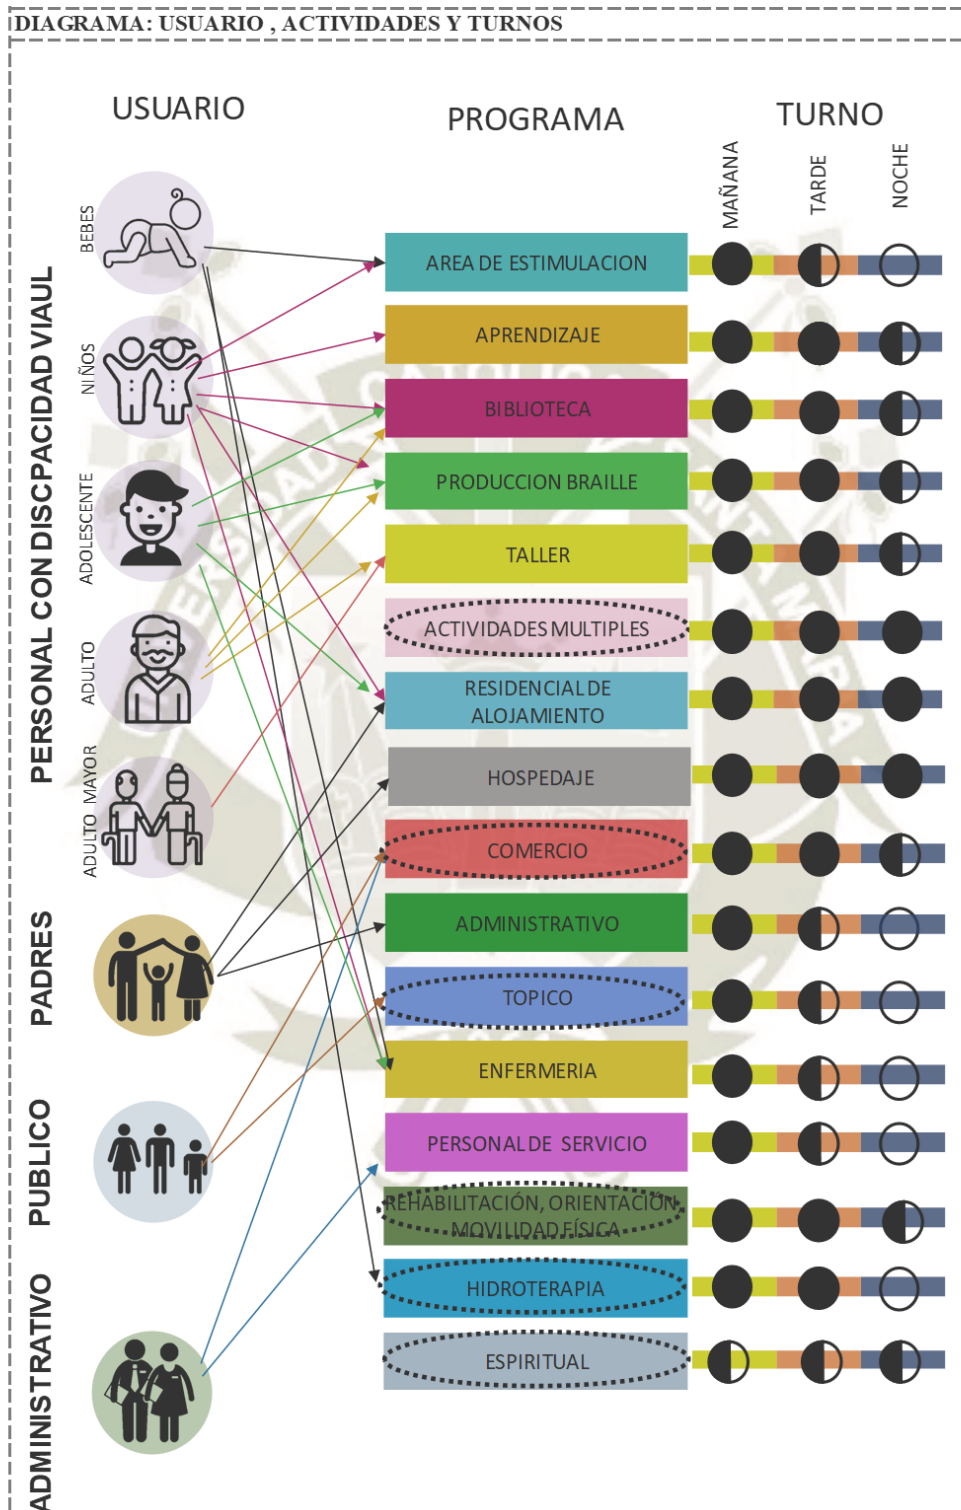 DIAGRAMA: USUARIO , ACTIVIDADES Y TURNOS
USUARIO
PROGRAMA
TURNO
MAÑANA
TARDE
NOCHE
PERSONAL CON DISCPACIDAD VIAUL
BEBES
NIÑOS
ADOLESCENTE
ADULTO
ADULTO MAYOR
PADRES
PUBLICO
ADMINISTRATIVO
AREA DE ESTIMULACION
APRENDIZAJE
BIBLIOTECA
PRODUCCION BRAILLE
TALLER
ACTIVIDADES MULTIPLES
RESIDENCIAL DE
ALOJAMIENTO
HOSPEDAJE
COMERCIO
ADMINISTRATIVO
TOPICO
ENFERMERIA
PERSONAL DE SERVICIO
REHABILITACIÓN, ORIENTACIÓN
MOVILIDAD FÍSICA
HIDROTERAPIA
ESPIRITUAL